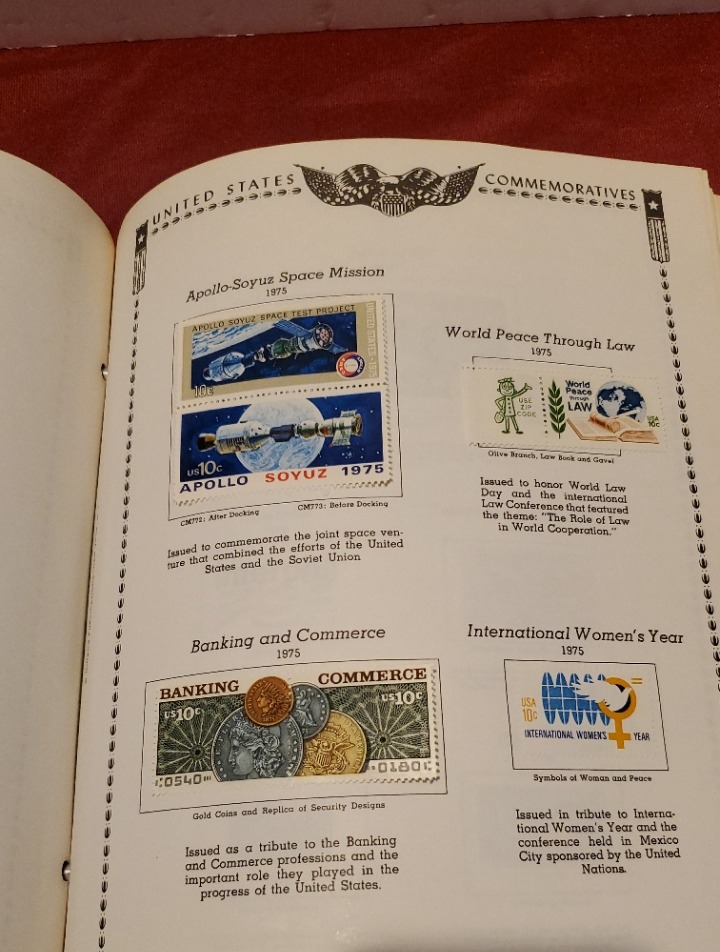 UNITED STATES COMMEMORATIVES
Apollo-Soyuz Space Mission
1975
APOLLO SOYUZ SPACE TEST PROJECT
UNITED STATES
10c
US10c
APOLLO SOYUZ 1975
CM772: After Docking
CM773: Before Docking
Issued to commemorate the joint space ven-
ture that combined the efforts of the United
States and the Soviet Union
World Peace Through Law
1975
USE
ZIP
CODE
World
Peace
through
LAW
USA
10c
Olive Branch, Law Book and Gavel
Issued to honor World Law
Day and the international
Law Conference that featured
the theme: "The Role of Law
in World Cooperation."
Banking and Commerce
1975
BANKING
COMMERCE
US10c
US10c
0540
0180
Gold Coins and Replica of Security Designs
Issued as a tribute to the Banking
and Commerce professions and the
important role they played in the
progress of the United States.
International Women's Year
1975
USA
10c
INTERNATIONAL WOMEN'S YEAR
Symbols of Woman and Peace
Issued in tribute to Interna-
tional Women's Year and the
conference held in Mexico
City sponsored by the United
Nations.